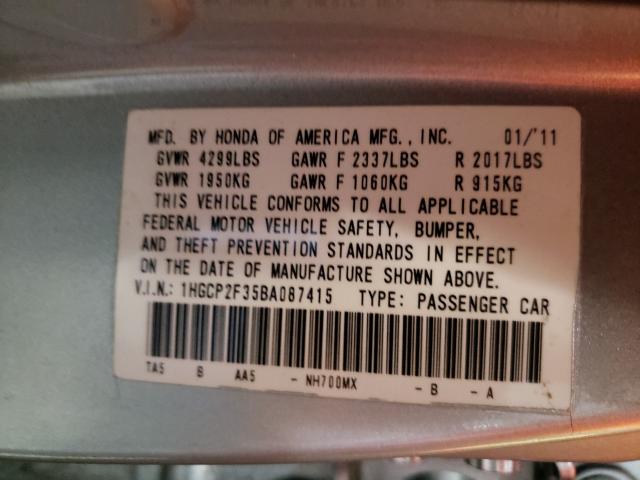 MFD. BY HONDA OF AMERICA MFG., INC. 01/'11
GVWR 4299LBS GAWR F 2337LBS R 2017LBS
GVWR 1950KG GAWR F 1060KG R 915KG
THIS VEHICLE CONFORMS TO ALL APPLICABLE
FEDERAL MOTOR VEHICLE SAFETY, BUMPER,
AND THEFT PREVENTION STANDARDS IN EFFECT
ON THE DATE OF MANUFACTURE SHOWN ABOVE.
V.I.N.: 1HGCP2F35BA087415 TYPE: PASSENGER CAR
TA5 B AA5 - NH700MX - B - A